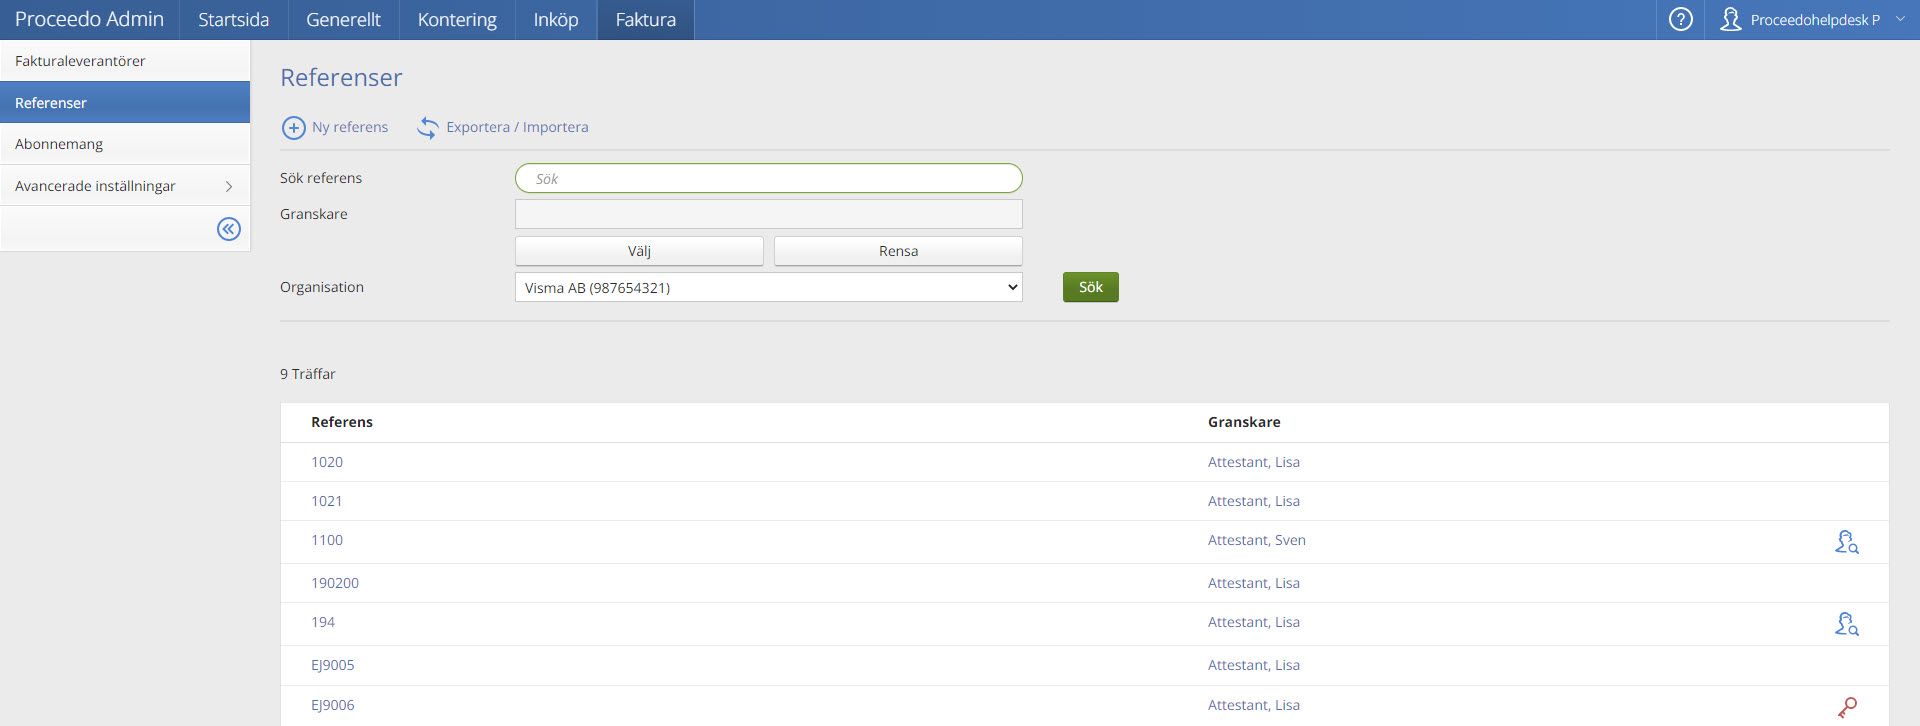 Proceedo Admin Startsida Generellt Kontering Inköp Faktura ? Proceedohelpdesk P
Fakturaleverantörer
Referenser
Abonnemang
Avancerade inställningar
Referenser
Ny referens Exportera / Importera
Sök referens Sök
Granskare
Välj Rensa
Organisation Visma AB (987654321) Sök
9 Träffar
Referens Granskare
1020 Attestant, Lisa
1021 Attestant, Lisa
1100 Attestant, Sven
190200 Attestant, Lisa
194 Attestant, Lisa
EJ9005 Attestant, Lisa
EJ9006 Attestant, Lisa